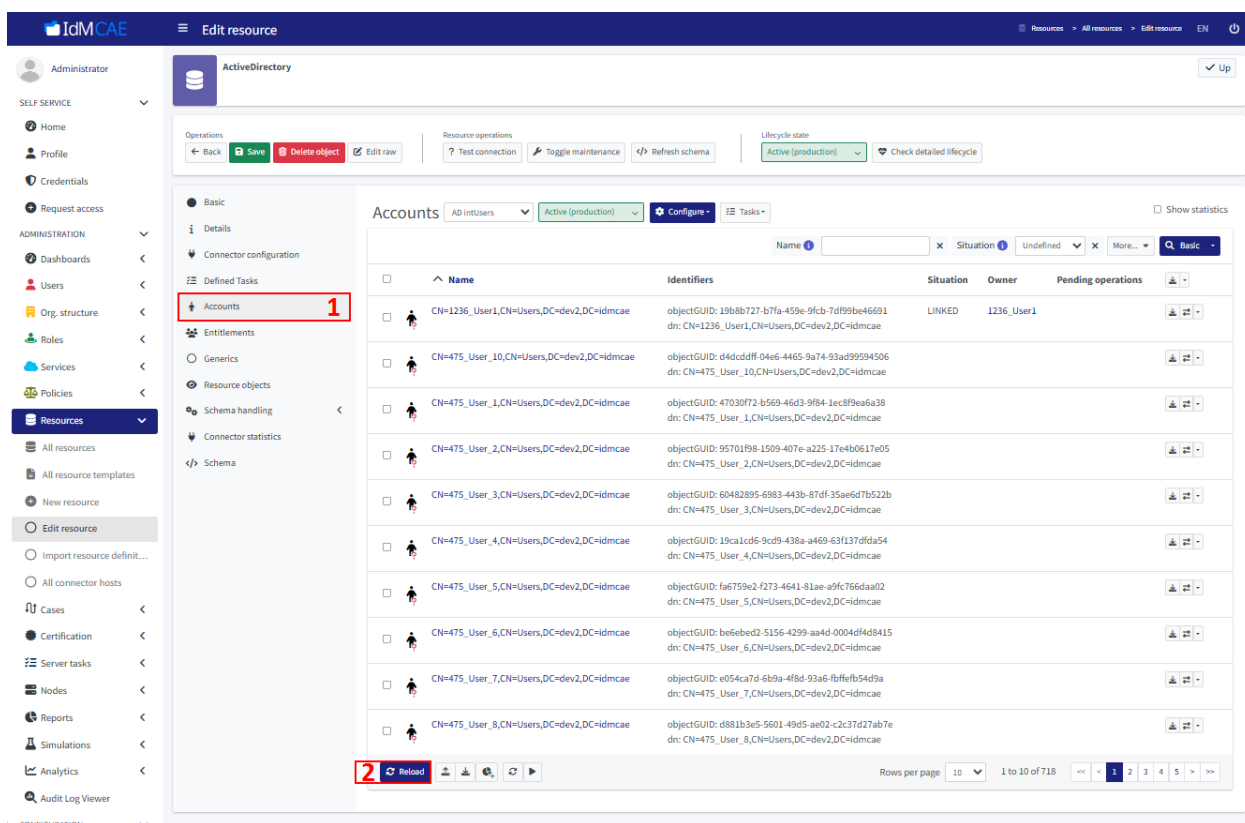 IdMCAE
Edit resource
Resources > All resources > Edit resource EN
Administrator
SELF SERVICE
Home
Profile
Credentials
Request access
ADMINISTRATION
Dashboards
Users
Org. structure
Roles
Services
Policies
Resources
All resources
All resource templates
New resource
Edit resource
Import resource definit...
All connector hosts
Cases
Certification
Server tasks
Nodes
Reports
Simulations
Analytics
Audit Log Viewer
ActiveDirectory
Up
Operations
Back Save Delete object Edit raw
Resource operations
? Test connection Toggle maintenance </> Refresh schema
Lifecycle state
Active (production) Check detailed lifecycle
Basic
Details
Connector configuration
Defined Tasks
Accounts 1
Entitlements
Generics
Resource objects
Schema handling
Connector statistics
</> Schema
Accounts AD intUsers Active (production) Configure Tasks Show statistics
Name Situation Undefined More... Basic
Name Identifiers Situation Owner Pending operations
CN=1236_User1,CN=Users,DC=dev2,DC=idmcae objectGUID: 19b8b727-b7fa-459e-9fcb-7df99be46691 LINKED 1236_User1
dn: CN=1236_User1,CN=Users,DC=dev2,DC=idmcae
CN=475_User_10,CN=Users,DC=dev2,DC=idmcae objectGUID: d4dcddff-04e6-4465-9a74-93ad99594506
dn: CN=475_User_10,CN=Users,DC=dev2,DC=idmcae
CN=475_User_1,CN=Users,DC=dev2,DC=idmcae objectGUID: 47030f72-b569-46d3-9f84-1ec8f9ea6a38
dn: CN=475_User_1,CN=Users,DC=dev2,DC=idmcae
CN=475_User_2,CN=Users,DC=dev2,DC=idmcae objectGUID: 95701f98-1509-407e-a225-17e4b0617e05
dn: CN=475_User_2,CN=Users,DC=dev2,DC=idmcae
CN=475_User_3,CN=Users,DC=dev2,DC=idmcae objectGUID: 60482895-6983-443b-87df-35ae6d7b522b
dn: CN=475_User_3,CN=Users,DC=dev2,DC=idmcae
CN=475_User_4,CN=Users,DC=dev2,DC=idmcae objectGUID: 19ca1cd6-9cd9-438a-a469-63f137dfda54
dn: CN=475_User_4,CN=Users,DC=dev2,DC=idmcae
CN=475_User_5,CN=Users,DC=dev2,DC=idmcae objectGUID: fa6759e2-f273-4641-81ae-a9fc766daa02
dn: CN=475_User_5,CN=Users,DC=dev2,DC=idmcae
CN=475_User_6,CN=Users,DC=dev2,DC=idmcae objectGUID: be6ebed2-5156-4299-aa4d-0004df4d8415
dn: CN=475_User_6,CN=Users,DC=dev2,DC=idmcae
CN=475_User_7,CN=Users,DC=dev2,DC=idmcae objectGUID: e054ca7d-6b9a-4f8d-93a6-fbffefb54d9a
dn: CN=475_User_7,CN=Users,DC=dev2,DC=idmcae
CN=475_User_8,CN=Users,DC=dev2,DC=idmcae objectGUID: d881b3e5-5601-49d5-ae02-c2c37d27ab7e
dn: CN=475_User_8,CN=Users,DC=dev2,DC=idmcae
2 Reload Rows per page 10 1 to 10 of 718 << < 1 2 3 4 5 > >>